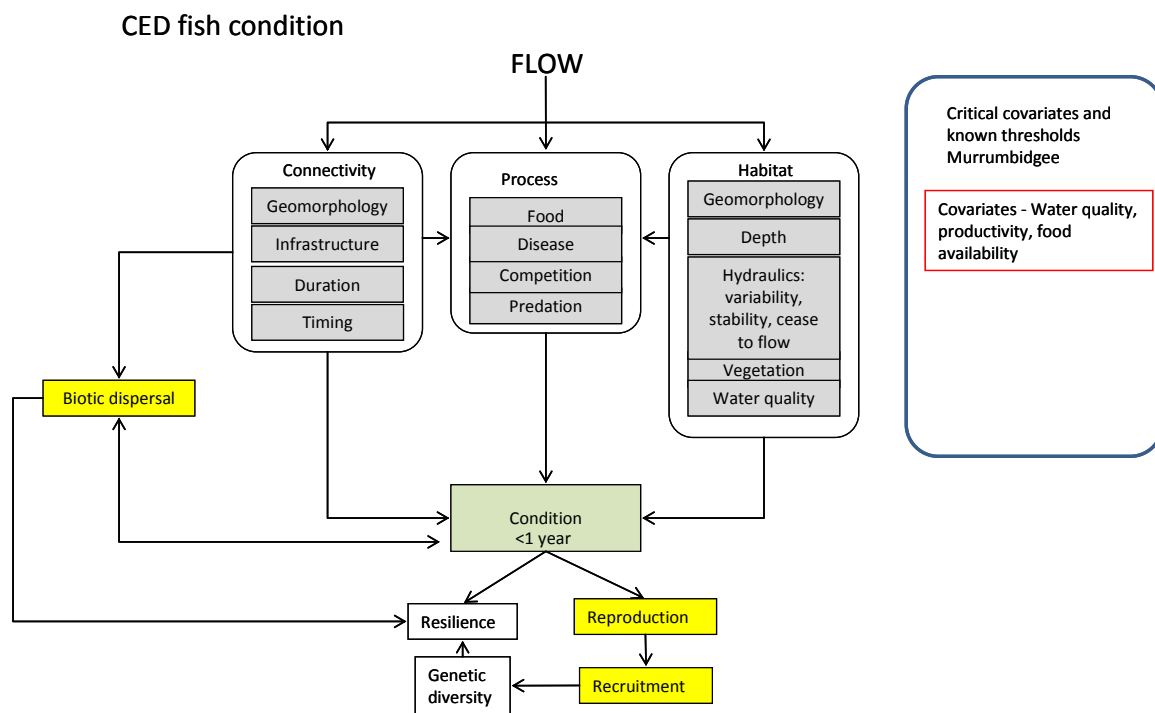 CED fish condition
FLOW
Connectivity
Geomorphology
Infrastructure
Duration
Timing
Process
Food
Disease
Competition
Predation
Habitat
Geomorphology
Depth
Hydraulics:
variability,
stability, cease
to flow
Vegetation
Water quality
Critical covariates and
known thresholds
Murrumbidgee
Covariates - Water quality,
productivity, food
availability
Biotic dispersal
Condition
<1 year
Resilience
Reproduction
Genetic
diversity
Recruitment